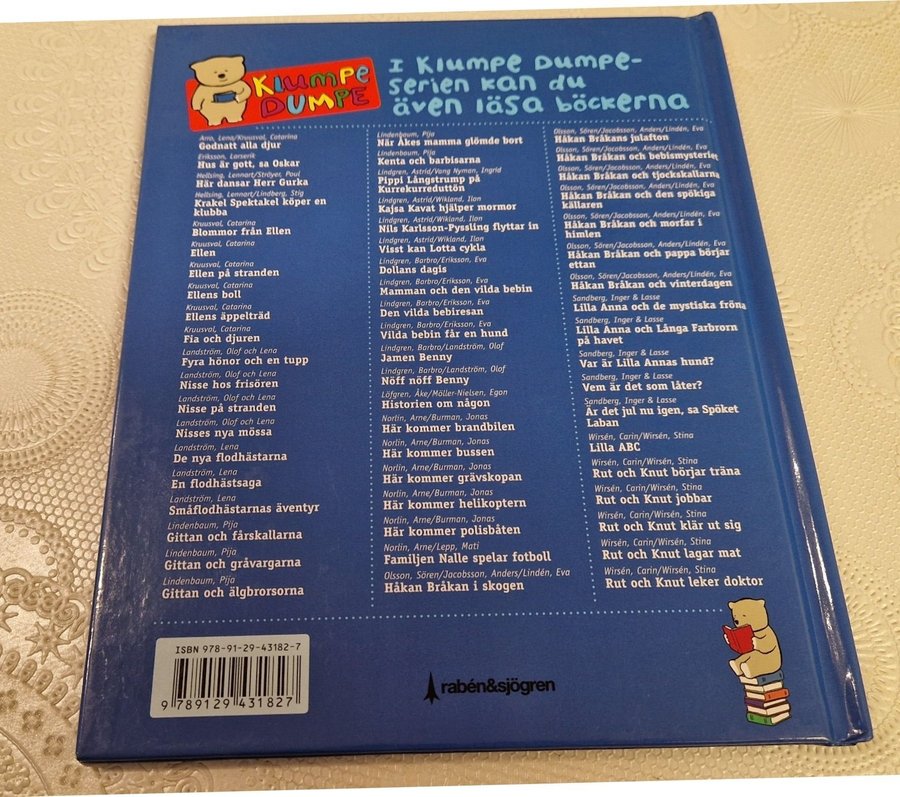 Klumpe
DUMPE
I Klumpe Dumpe-
serien kan du
även läsa böckerna
Arro, Lena/Kruusval, Catarina
Godnatt alla djur
Eriksson, Larserik
Hus är gott, sa Oskar
Hellsing, Lennart/Ströyer, Poul
Här dansar Herr Gurka
Hellsing, Lennart/Lindberg, Stig
Krakel Spektakel köper en
klubba
Kruusval, Catarina
Blommor från Ellen
Kruusval, Catarina
Ellen
Kruusval, Catarina
Ellen på stranden
Kruusval, Catarina
Ellens boll
Kruusval, Catarina
Ellens äppelträd
Kruusval, Catarina
Fia och djuren
Landström, Olof och Lena
Fyra hönor och en tupp
Landström, Olof och Lena
Nisse hos frisören
Landström, Olof och Lena
Nisse på stranden
Landström, Olof och Lena
Nisses nya mössa
Landström, Lena
De nya flodhästarna
Landström, Lena
En flodhästsaga
Landström, Lena
Småflodhästarnas äventyr
Lindenbaum, Pija
Gittan och fårskallarna
Lindenbaum, Pija
Gittan och gråvargarna
Lindenbaum, Pija
Gittan och älgbrorsorna
Lindenbaum, Pija
När Åkes mamma glömde bort
Lindenbaum, Pija
Kenta och barbisarna
Lindgren, Astrid/Vang Nyman, Ingrid
Pippi Långstrump på
Kurrekurreduttön
Lindgren, Astrid/Wikland, Ilon
Kajsa Kavat hjälper mormor
Lindgren, Astrid/Wikland, Ilon
Nils Karlsson-Pyssling flyttar in
Lindgren, Astrid/Wikland, Ilon
Visst kan Lotta cykla
Lindgren, Barbro/Eriksson, Eva
Dollans dagis
Lindgren, Barbro/Eriksson, Eva
Mamman och den vilda bebin
Lindgren, Barbro/Eriksson, Eva
Den vilda bebiresan
Lindgren, Barbro/Eriksson, Eva
Vilda bebin får en hund
Lindgren, Barbro/Landström, Olof
Jamen Benny
Lindgren, Barbro/Landström, Olof
Nöff nöff Benny
Löfgren, Åke/Möller-Nielsen, Egon
Historien om någon
Norlin, Arne/Burman, Jonas
Här kommer brandbilen
Norlin, Arne/Burman, Jonas
Här kommer bussen
Norlin, Arne/Burman, Jonas
Här kommer grävskopan
Norlin, Arne/Burman, Jonas
Här kommer helikoptern
Norlin, Arne/Burman, Jonas
Här kommer polisbåten
Norlin, Arne/Lepp, Mati
Familjen Nalle spelar fotboll
Olsson, Sören/Jacobsson, Anders/Lindén, Eva
Håkan Bråkan i skogen
Olsson, Sören/Jacobsson, Anders/Lindén, Eva
Håkan Bråkans julafton
Olsson, Sören/Jacobsson, Anders/Lindén, Eva
Håkan Bråkan och bebismysteriet
Olsson, Sören/Jacobsson, Anders/Lindén, Eva
Håkan Bråkan och tjockskallarna
Olsson, Sören/Jacobsson, Anders/Lindén, Eva
Håkan Bråkan och den spökiga
källaren
Olsson, Sören/Jacobsson, Anders/Lindén, Eva
Håkan Bråkan och morfar i
himlen
Olsson, Sören/Jacobsson, Anders/Lindén, Eva
Håkan Bråkan och pappa börjar
ettan
Olsson, Sören/Jacobsson, Anders/Lindén, Eva
Håkan Bråkan och vinterdagen
Sandberg, Inger & Lasse
Lilla Anna och de mystiska fröna
Sandberg, Inger & Lasse
Lilla Anna och Långa Farbrorn
på havet
Sandberg, Inger & Lasse
Var är Lilla Annas hund?
Sandberg, Inger & Lasse
Vem är det som låter?
Sandberg, Inger & Lasse
Är det jul nu igen, sa Spöket
Laban
Wirsén, Carin/Wirsén, Stina
Lilla ABC
Wirsén, Carin/Wirsén, Stina
Rut och Knut börjar träna
Wirsén, Carin/Wirsén, Stina
Rut och Knut jobbar
Wirsén, Carin/Wirsén, Stina
Rut och Knut klär ut sig
Wirsén, Carin/Wirsén, Stina
Rut och Knut lagar mat
Wirsén, Carin/Wirsén, Stina
Rut och Knut leker doktor
ISBN 978-91-29-43182-7
9 789129 431827
rabén&sjögren